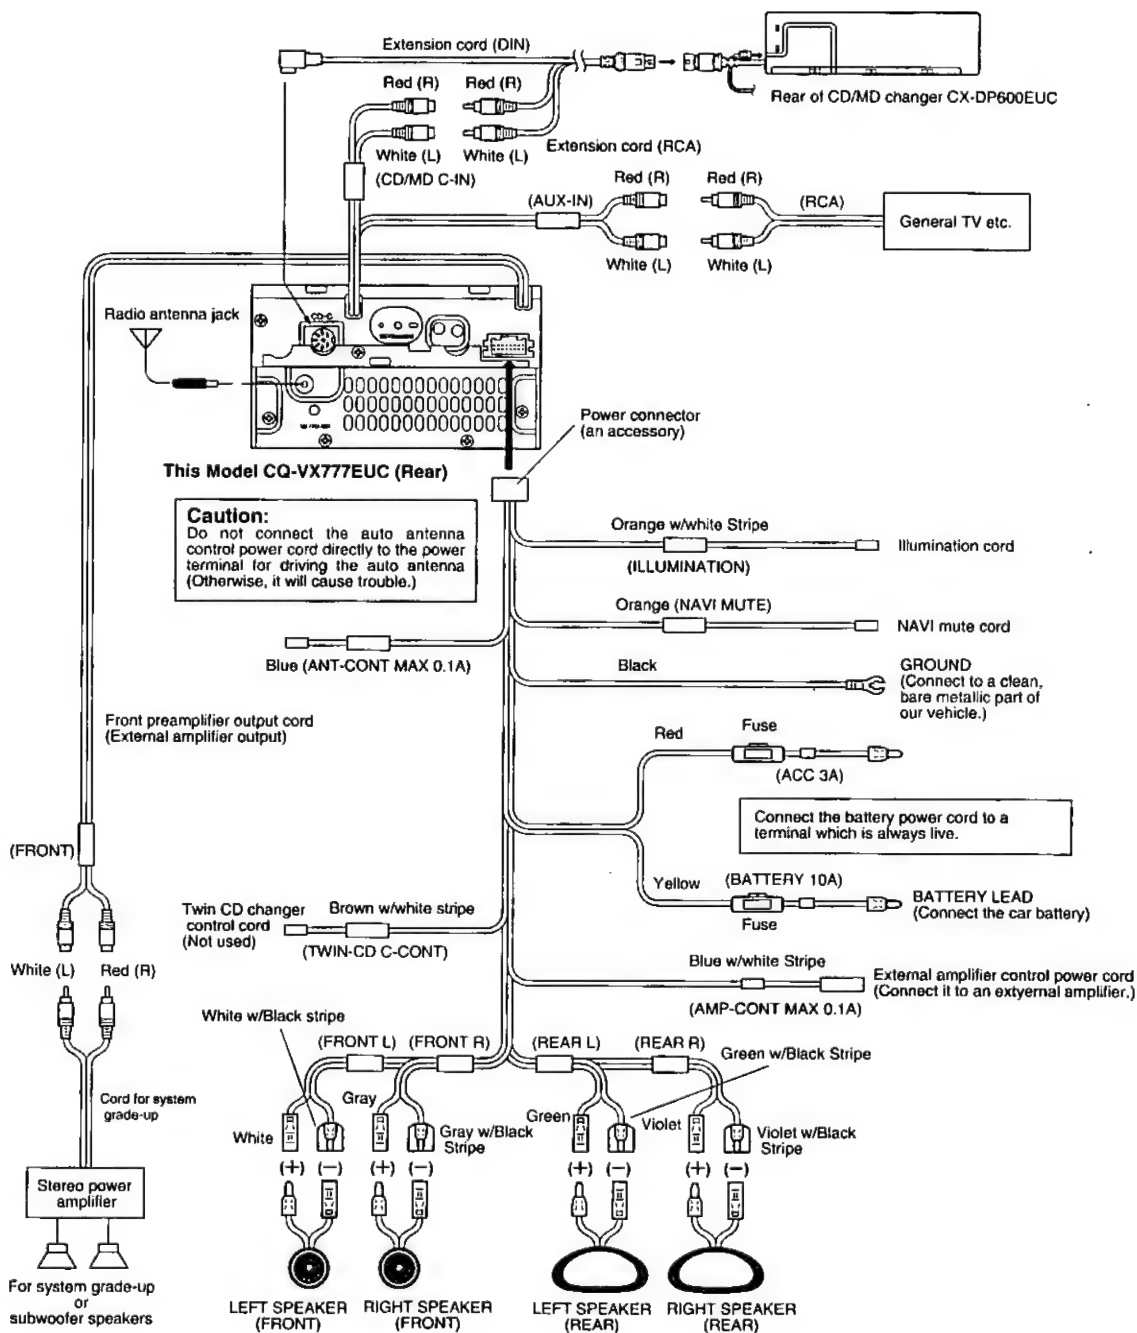 Extension cord (DIN)
Red (R)
Red (R)
Rear of CD/MD changer CX-DP600EUC
White (L)
White (L)
Extension cord (RCA)
(CD/MD C-IN)
Red (R)
Red (R)
(AUX-IN)
(RCA)
General TV etc.
White (L)
White (L)
Radio antenna jack
CD-C
Power connector
(an accessory)
This Model CQ-VX777EUC (Rear)
Caution:
Do not connect the auto antenna
control power cord directly to the power
terminal for driving the auto antenna
(Otherwise, it will cause trouble.)
Orange w/white Stripe
Illumination cord
(ILLUMINATION)
Orange (NAVI MUTE)
NAVI mute cord
Blue (ANT-CONT MAX 0.1A)
Black
GROUND
(Connect to a clean,
bare metallic part of
our vehicle.)
Front preamplifier output cord
(External amplifier output)
Red
Fuse
(ACC 3A)
Connect the battery power cord to a
terminal which is always live.
(FRONT)
Yellow
(BATTERY 10A)
BATTERY LEAD
(Connect the car battery)
Fuse
Twin CD changer
control cord
(Not used)
Brown w/white stripe
(TWIN-CD C-CONT)
White (L)
Red (R)
Blue w/white Stripe
External amplifier control power cord
(Connect it to an extyernal amplifier.)
(AMP-CONT MAX 0.1A)
White w/Black stripe
(FRONT L)
(FRONT R)
(REAR L)
(REAR R)
Green w/Black Stripe
Cord for system
grade-up
Gray
White
Gray w/Black
Stripe
Green
Violet
Violet w/Black
Stripe
(+) (−)
(+) (−)
(+) (−)
(+) (−)
Stereo power
amplifier
For system grade-up
or
subwoofer speakers
LEFT SPEAKER
(FRONT)
RIGHT SPEAKER
(FRONT)
LEFT SPEAKER
(REAR)
RIGHT SPEAKER
(REAR)